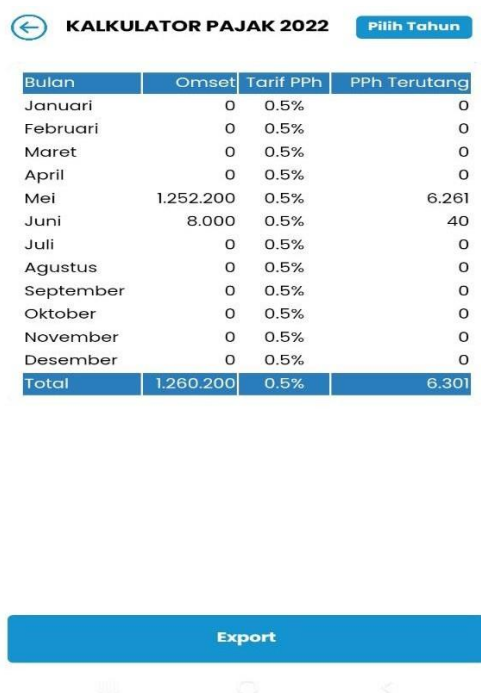 KALKULATOR PAJAK 2022 Pilih Tahun
Bulan Omset Tarif PPh PPh Terutang
Januari 0 0.5% 0
Februari 0 0.5% 0
Maret 0 0.5% 0
April 0 0.5% 0
Mei 1.252.200 0.5% 6.261
Juni 8.000 0.5% 40
Juli 0 0.5% 0
Agustus 0 0.5% 0
September 0 0.5% 0
Oktober 0 0.5% 0
November 0 0.5% 0
Desember 0 0.5% 0
Total 1.260.200 0.5% 6.301
Export